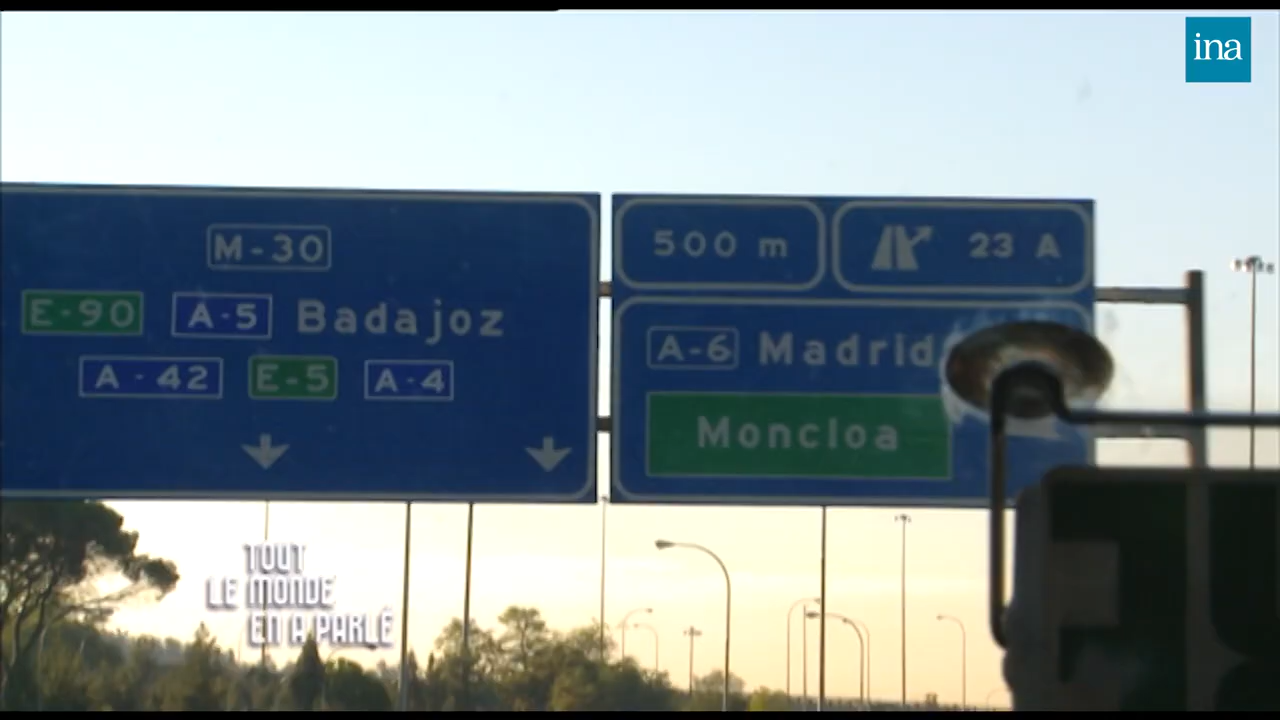 ina
M-30
E-90 A-5 Badajoz
A-42 E-5 A-4
500 m
23 A
A-6 Madrid
Moncloa
TOUT
LE MONDE
EN A PARLÉ